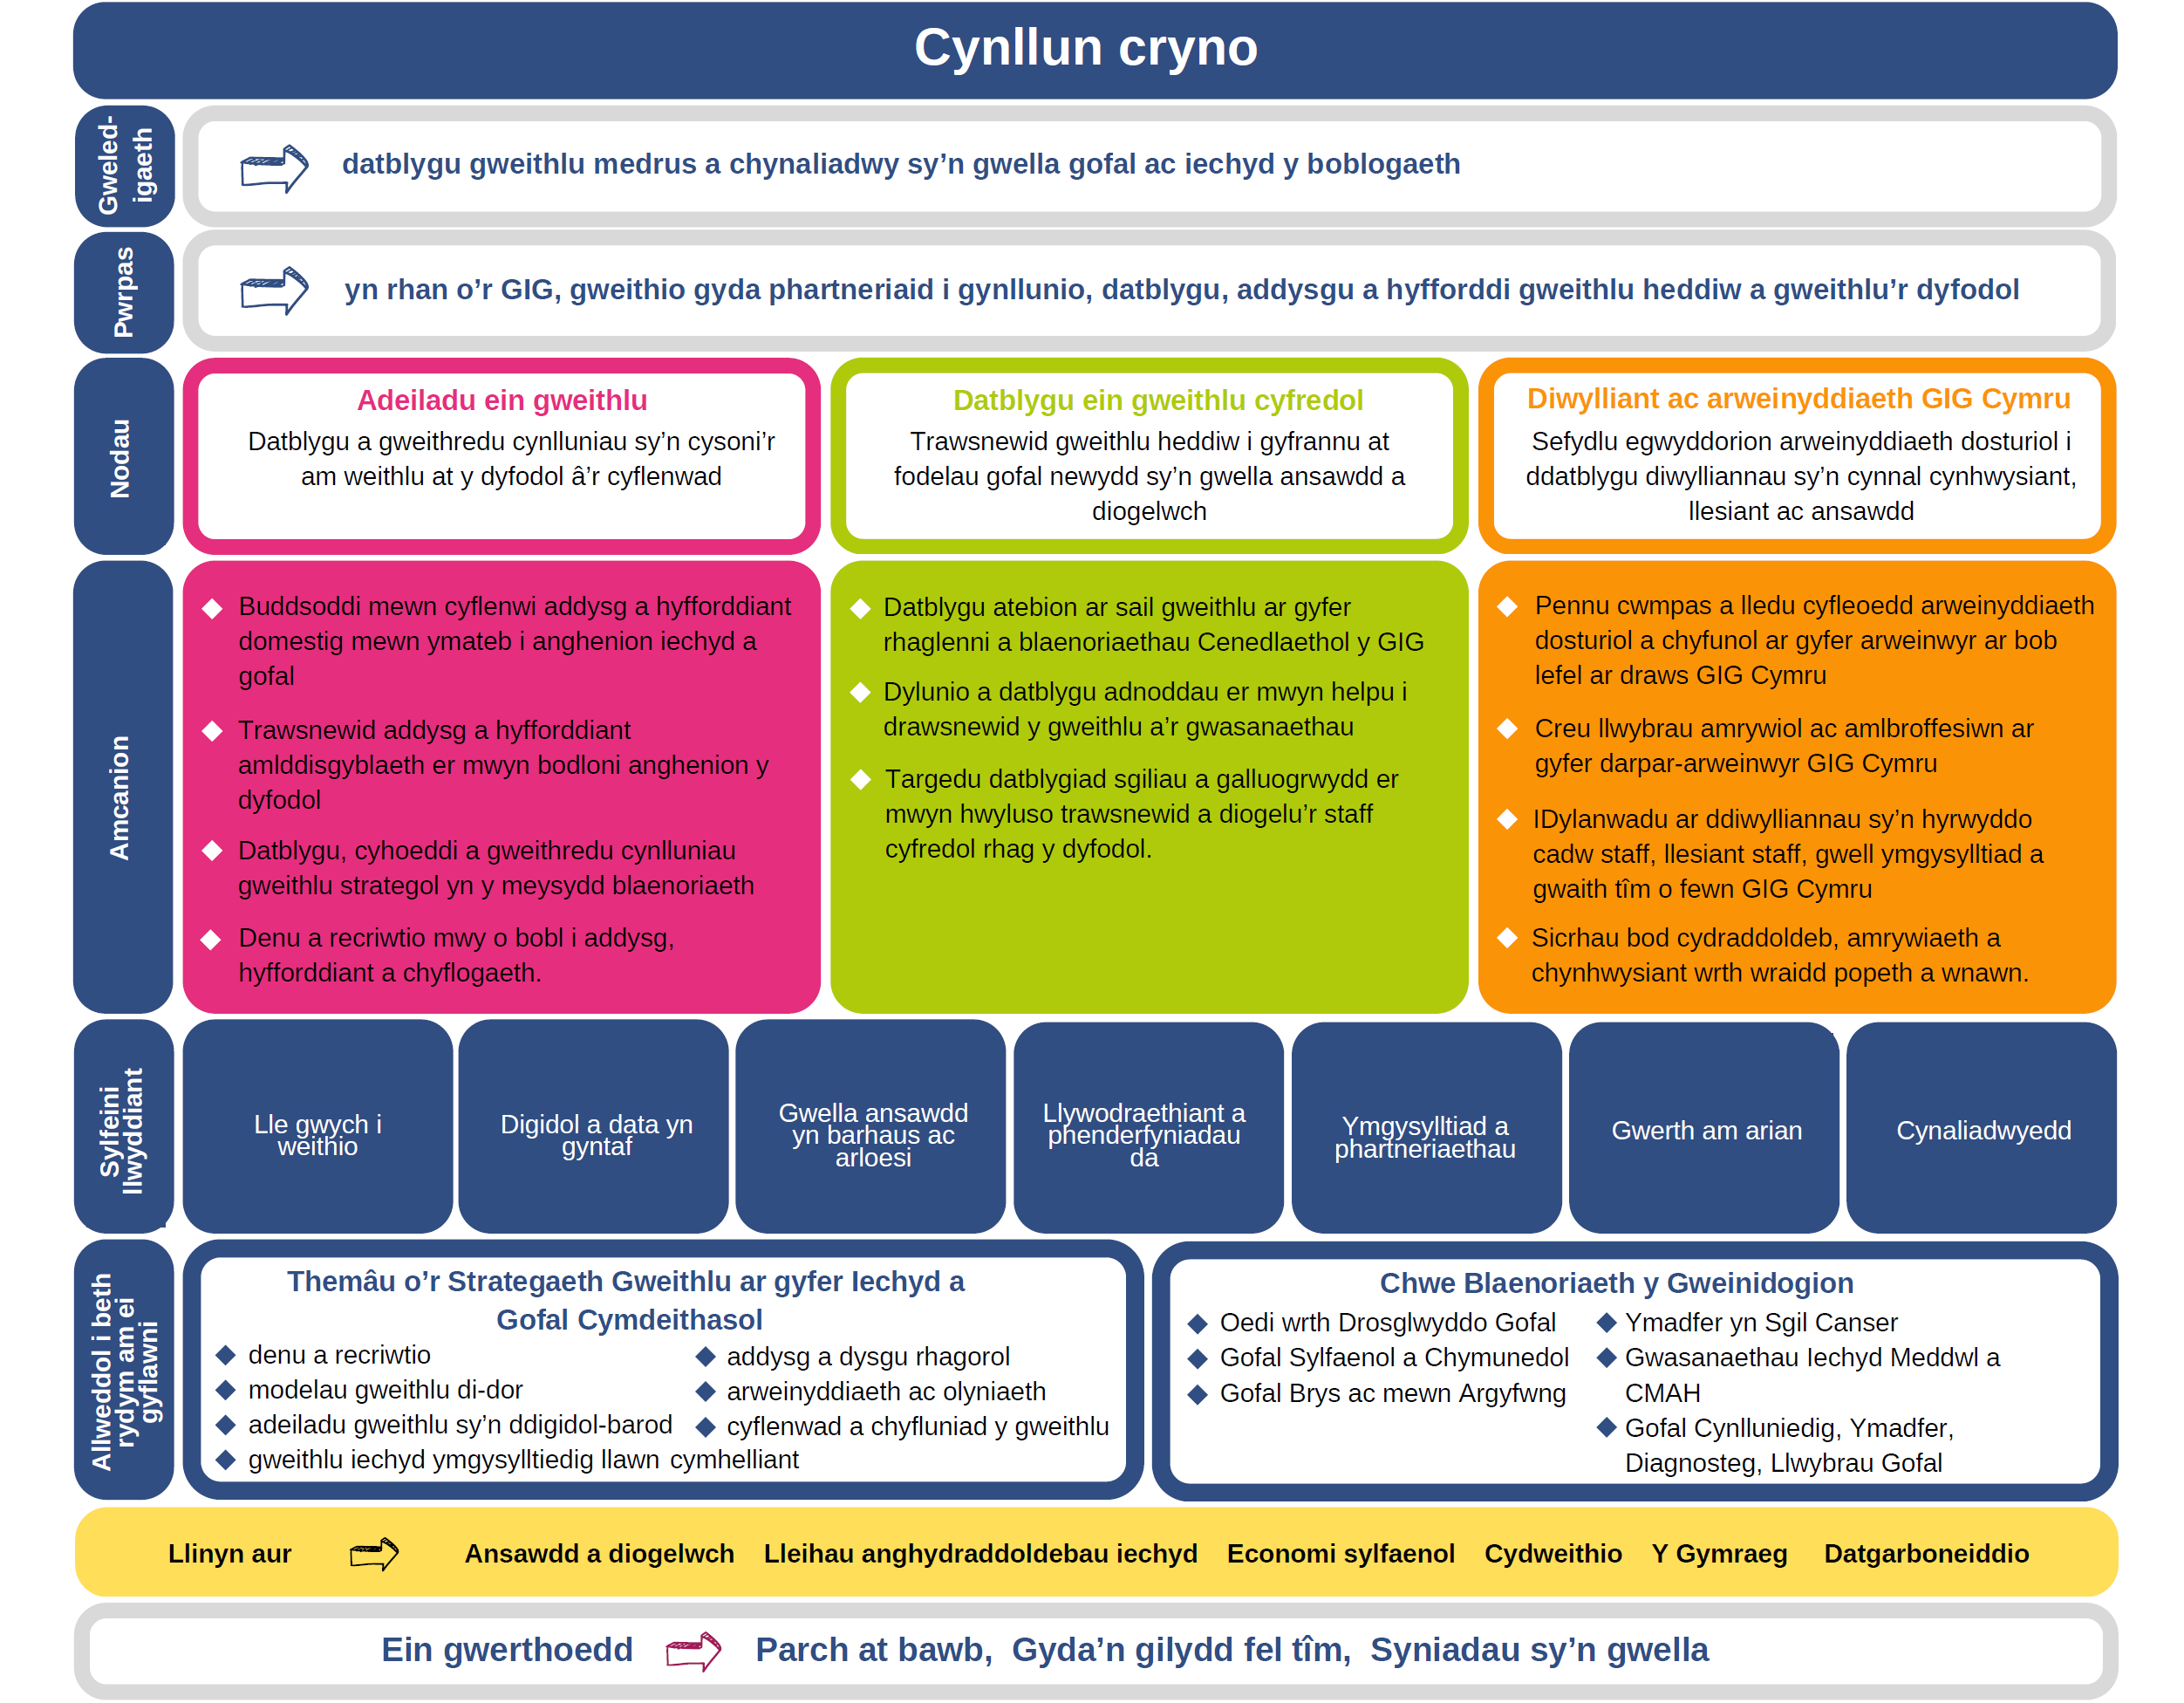 Cynllun cryno
Gweled-
igaeth
datblygu gweithlu medrus a chynaliadwy sy’n gwella gofal ac iechyd y boblogaeth
Pwrpas
yn rhan o’r GIG, gweithio gyda phartneriaid i gynllunio, datblygu, addysgu a hyfforddi gweithlu heddiw a gweithlu’r dyfodol
Nodau
Adeiladu ein gweithlu
Datblygu a gweithredu cynlluniau sy’n cysoni’r
am weithlu at y dyfodol â’r cyflenwad
Datblygu ein gweithlu cyfredol
Trawsnewid gweithlu heddiw i gyfrannu at
fodelau gofal newydd sy’n gwella ansawdd a
diogelwch
Diwylliant ac arweinyddiaeth GIG Cymru
Sefydlu egwyddorion arweinyddiaeth dosturiol i
ddatblygu diwylliannau sy’n cynnal cynhwysiant,
llesiant ac ansawdd
Amcanion
Buddsoddi mewn cyflenwi addysg a hyfforddiant
domestig mewn ymateb i anghenion iechyd a
gofal
Trawsnewid addysg a hyfforddiant
amlddisgyblaeth er mwyn bodloni anghenion y
dyfodol
Datblygu, cyhoeddi a gweithredu cynlluniau
gweithlu strategol yn y meysydd blaenoriaeth
Denu a recriwtio mwy o bobl i addysg,
hyfforddiant a chyflogaeth.
Datblygu atebion ar sail gweithlu ar gyfer
rhaglenni a blaenoriaethau Cenedlaethol y GIG
Dylunio a datblygu adnoddau er mwyn helpu i
drawsnewid y gweithlu a’r gwasanaethau
Targedu datblygiad sgiliau a galluogrwydd er
mwyn hwyluso trawsnewid a diogelu’r staff
cyfredol rhag y dyfodol.
Pennu cwmpas a lledu cyfleoedd arweinyddiaeth
dosturiol a chyfunol ar gyfer arweinwyr ar bob
lefel ar draws GIG Cymru
Creu llwybrau amrywiol ac amlbroffesiwn ar
gyfer darpar-arweinwyr GIG Cymru
IDylanwadu ar ddiwylliannau sy’n hyrwyddo
cadw staff, llesiant staff, gwell ymgysylltiad a
gwaith tîm o fewn GIG Cymru
Sicrhau bod cydraddoldeb, amrywiaeth a
chynhwysiant wrth wraidd popeth a wnawn.
Sylfeini
llwyddiant
Lle gwych i
weithio
Digidol a data yn
gyntaf
Gwella ansawdd
yn barhaus ac
arloesi
Llywodraethiant a
phenderfyniadau
da
Ymgysylltiad a
phartneriaethau
Gwerth am arian
Cynaliadwyedd
Allweddol i beth
rydym am ei
gyflawni
Themâu o’r Strategaeth Gweithlu ar gyfer Iechyd a
Gofal Cymdeithasol
denu a recriwtio
modelau gweithlu di-dor
adeiladu gweithlu sy’n ddigidol-barod
gweithlu iechyd ymgysylltiedig llawn cymhelliant
addysg a dysgu rhagorol
arweinyddiaeth ac olyniaeth
cyflenwad a chyfluniad y gweithlu
Chwe Blaenoriaeth y Gweinidogion
Oedi wrth Drosglwyddo Gofal
Gofal Sylfaenol a Chymunedol
Gofal Brys ac mewn Argyfwng
Ymadfer yn Sgil Canser
Gwasanaethau Iechyd Meddwl a
CMAH
Gofal Cynlluniedig, Ymadfer,
Diagnosteg, Llwybrau Gofal
Llinyn aur Ansawdd a diogelwch Lleihau anghydraddoldebau iechyd Economi sylfaenol Cydweithio Y Gymraeg Datgarboneiddio
Ein gwerthoedd Parch at bawb, Gyda’n gilydd fel tîm, Syniadau sy’n gwella